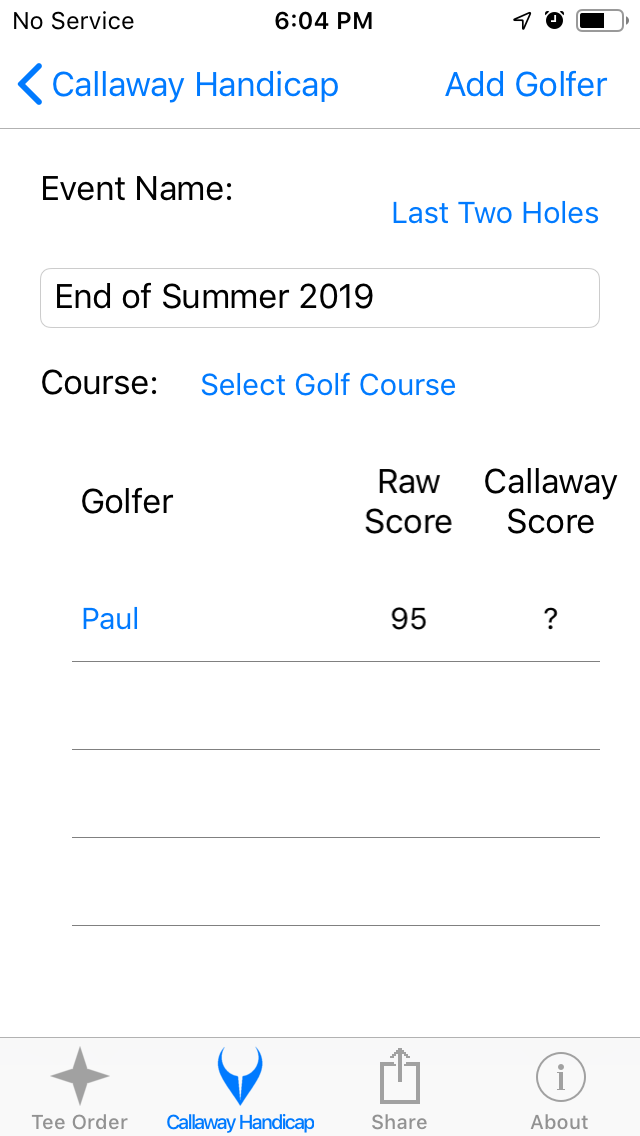 No Service 6:04 PM
Callaway Handicap Add Golfer
Event Name:
Last Two Holes
End of Summer 2019
Course: Select Golf Course
Golfer Raw Score Callaway Score
Paul 95 ?
Tee Order Callaway Handicap Share About